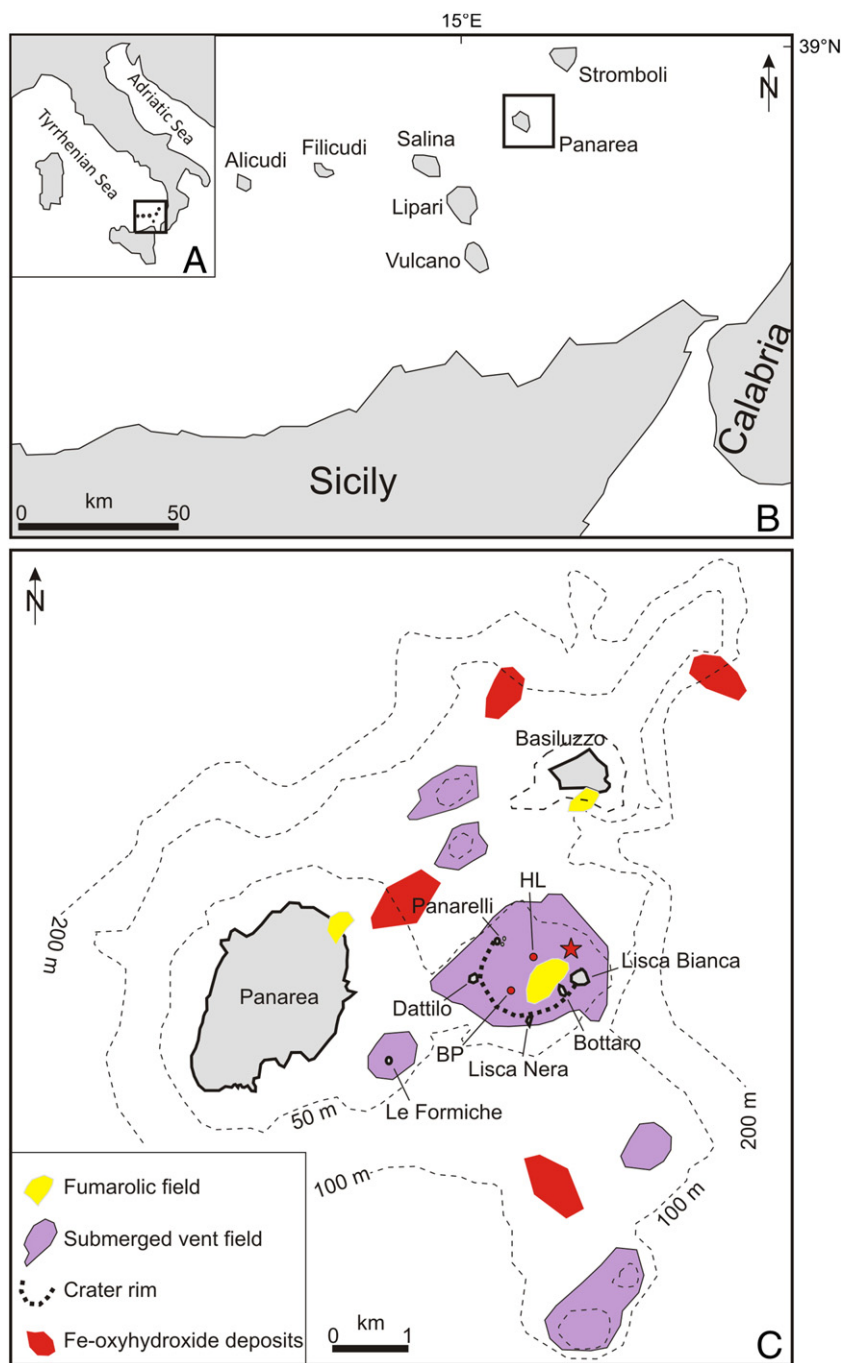 15°E
39°N
N
Adriatic Sea
Tyrrhenian Sea
A
Stromboli
Panarea
Salina
Filicudi
Alicudi
Lipari
Vulcano
Calabria
Sicily
km
0 50
B
N
Basiluzzo
HL
Panarelli
200 m
Lisca Bianca
Panarea
Dattilo
Bottaro
BP
Lisca Nera
Le Formiche
50 m
200 m
100 m
100 m
Fumarolic field
Submerged vent field
Crater rim
Fe-oxyhydroxide deposits
km
0 1
C